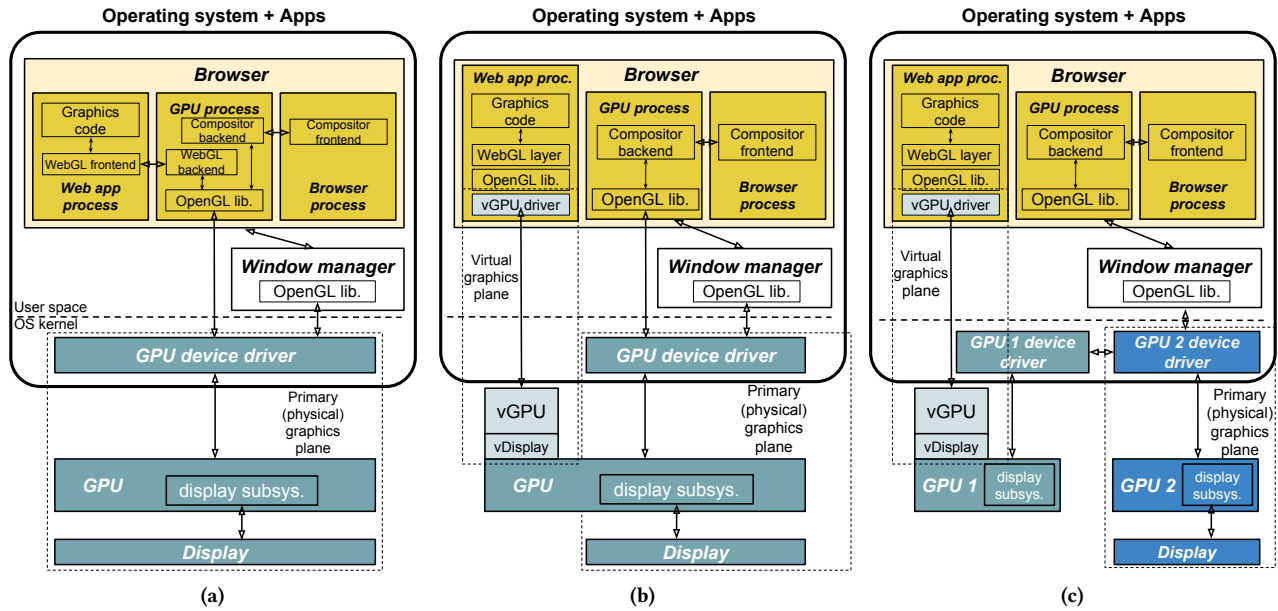 Operating system + Apps
Browser
Graphics
code
WebGL frontend
Web app
process
GPU process
Compositor
backend
WebGL
backend
OpenGL lib.
Compositor
frontend
Browser
process
Window manager
OpenGL lib.
User space
OS kernel
GPU device driver
Primary
(physical)
graphics
plane
GPU
display subsys.
Display
(a)
Operating system + Apps
Web app proc.
Browser
Graphics
code
WebGL layer
OpenGL lib.
vGPU driver
GPU process
Compositor
backend
OpenGL lib.
Compositor
frontend
Browser
process
Virtual
graphics
plane
Window manager
OpenGL lib.
GPU device driver
vGPU
vDisplay
Primary
(physical)
graphics
plane
GPU
display subsys.
Display
(b)
Operating system + Apps
Web app proc.
Browser
Graphics
code
WebGL layer
OpenGL lib.
vGPU driver
GPU process
Compositor
backend
OpenGL lib.
Compositor
frontend
Browser
process
Virtual
graphics
plane
Window manager
OpenGL lib.
GPU 1 device
driver
GPU 2 device
driver
vGPU
vDisplay
Primary
(physical)
graphics
plane
GPU 1
display
subsys.
GPU 2
display
subsys.
Display
(c)